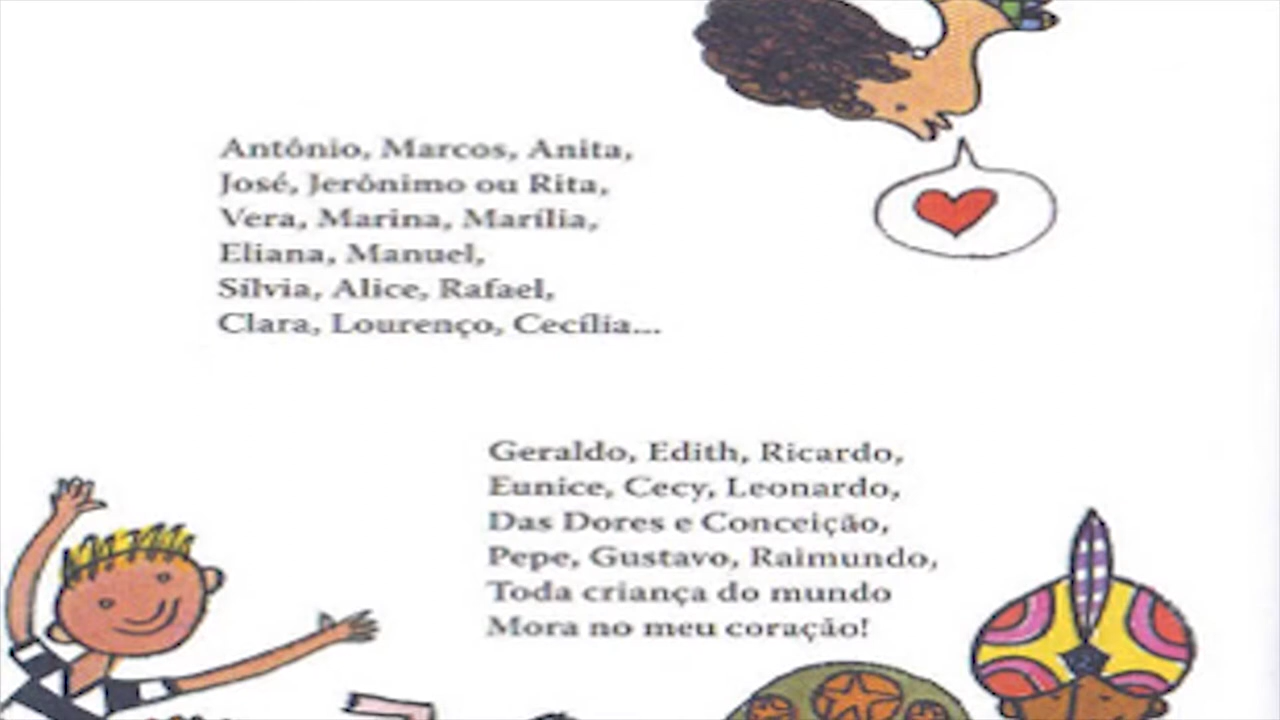 Antônio, Marcos, Anita,
José, Jerônimo ou Rita,
Vera, Marina, Marília,
Eliana, Manuel,
Sílvia, Alice, Rafael,
Clara, Lourenço, Cecília...
Geraldo, Edith, Ricardo,
Eunice, Cecy, Leonardo,
Das Dores e Conceição,
Pepe, Gustavo, Raimundo,
Toda criança do mundo
Mora no meu coração!